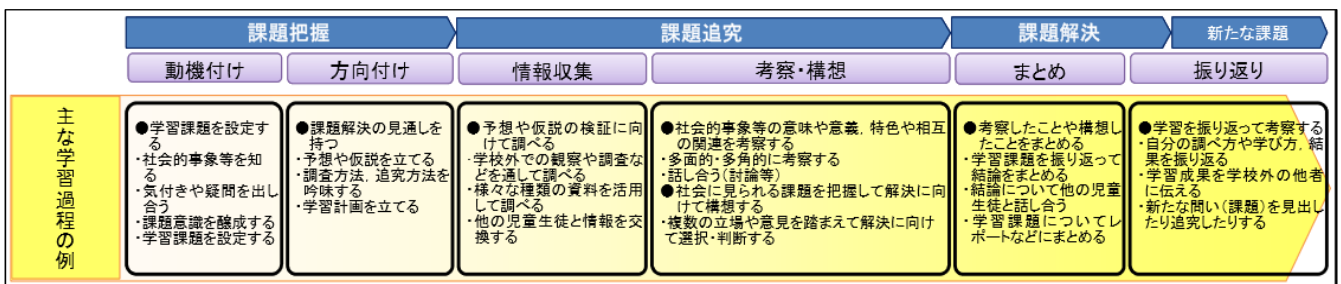 課題把握
課題追究
課題解決
新たな課題
動機付け
方向付け
情報収集
考察・構想
まとめ
振り返り
主な学習過程の例
●学習課題を設定す
る
・社会的事象等を知
る
・気付きや疑問を出し
合う
・課題意識を醸成する
・学習課題を設定する
●課題解決の見通しを
持つ
・予想や仮説を立てる
・調査方法，追究方法を
吟味する
・学習計画を立てる
●予想や仮説の検証に向
けて調べる
・学校外での観察や調査な
どを通して調べる
・様々な種類の資料を活用
して調べる
・他の児童生徒と情報を交
換する
●社会的事象等の意味や意義，特色や相互
の関連を考察する
・多面的・多角的に考察する
・話し合う（討論等）
●社会に見られる課題を把握して解決に向
けて構想する
・複数の立場や意見を踏まえて解決に向け
て選択・判断する
●考察したことや構想し
たことをまとめる
・学習課題を振り返って
結論をまとめる
・結論について他の児童
生徒と話し合う
・学習課題についてレ
ポートなどにまとめる
●学習を振り返って考察する
・自分の調べ方や学び方，結
果を振り返る
・学習成果を学校外の他者
に伝える
・新たな問い（課題）を見出し
たり追究したりする